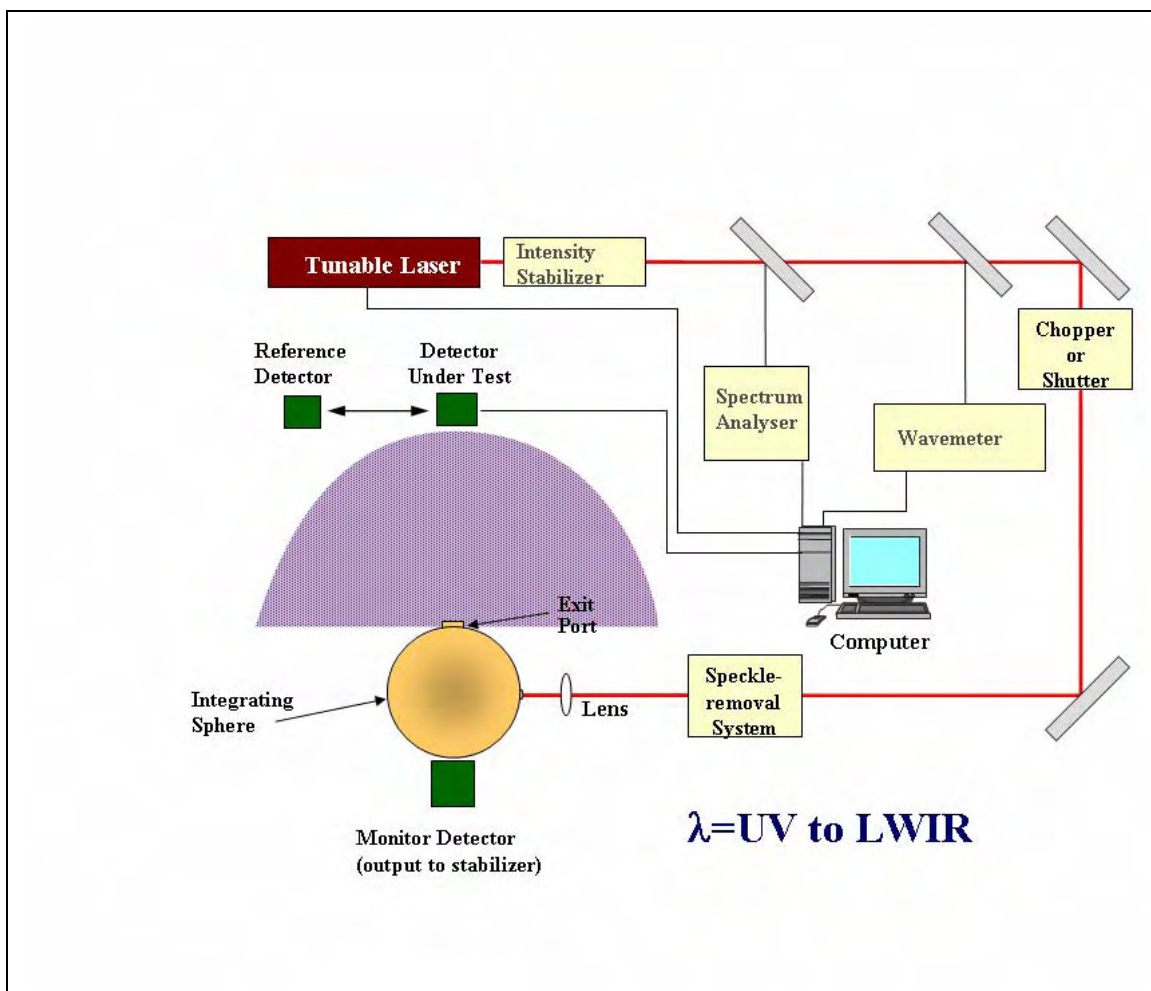 Tunable Laser
Intensity
Stabilizer
Chopper
or
Shutter
Reference
Detector
Detector
Under Test
Spectrum
Analyser
Wavemeter
Exit
Port
Computer
Integrating
Sphere
Lens
Speckle-
removal
System
Monitor Detector
(output to stabilizer)
λ=UV to LWIR